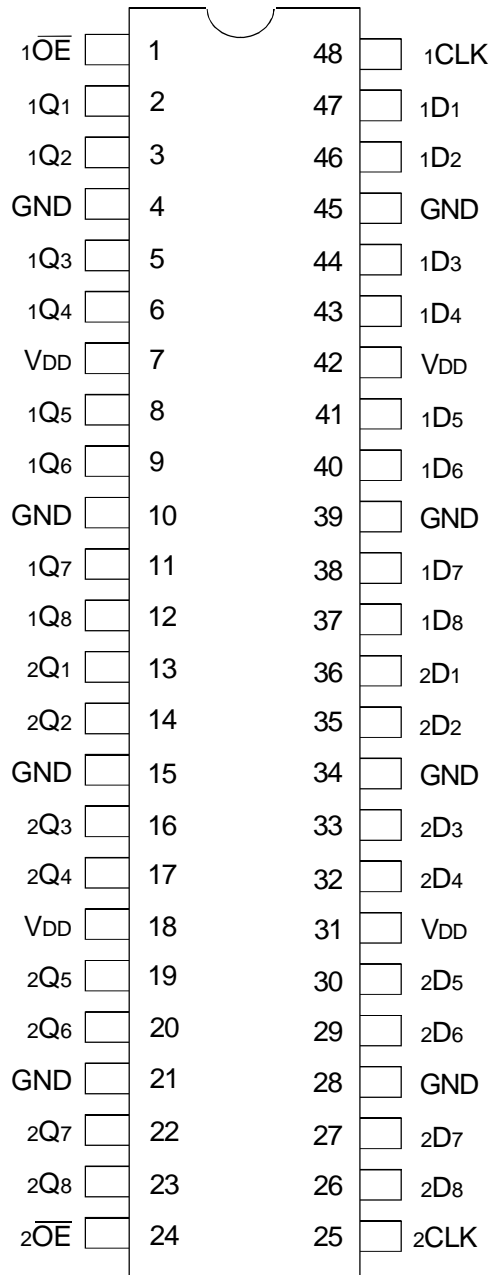 1OE 1 48 1CLK
1Q1 2 47 1D1
1Q2 3 46 1D2
GND 4 45 GND
1Q3 5 44 1D3
1Q4 6 43 1D4
VDD 7 42 VDD
1Q5 8 41 1D5
1Q6 9 40 1D6
GND 10 39 GND
1Q7 11 38 1D7
1Q8 12 37 1D8
2Q1 13 36 2D1
2Q2 14 35 2D2
GND 15 34 GND
2Q3 16 33 2D3
2Q4 17 32 2D4
VDD 18 31 VDD
2Q5 19 30 2D5
2Q6 20 29 2D6
GND 21 28 GND
2Q7 22 27 2D7
2Q8 23 26 2D8
2OE 24 25 2CLK